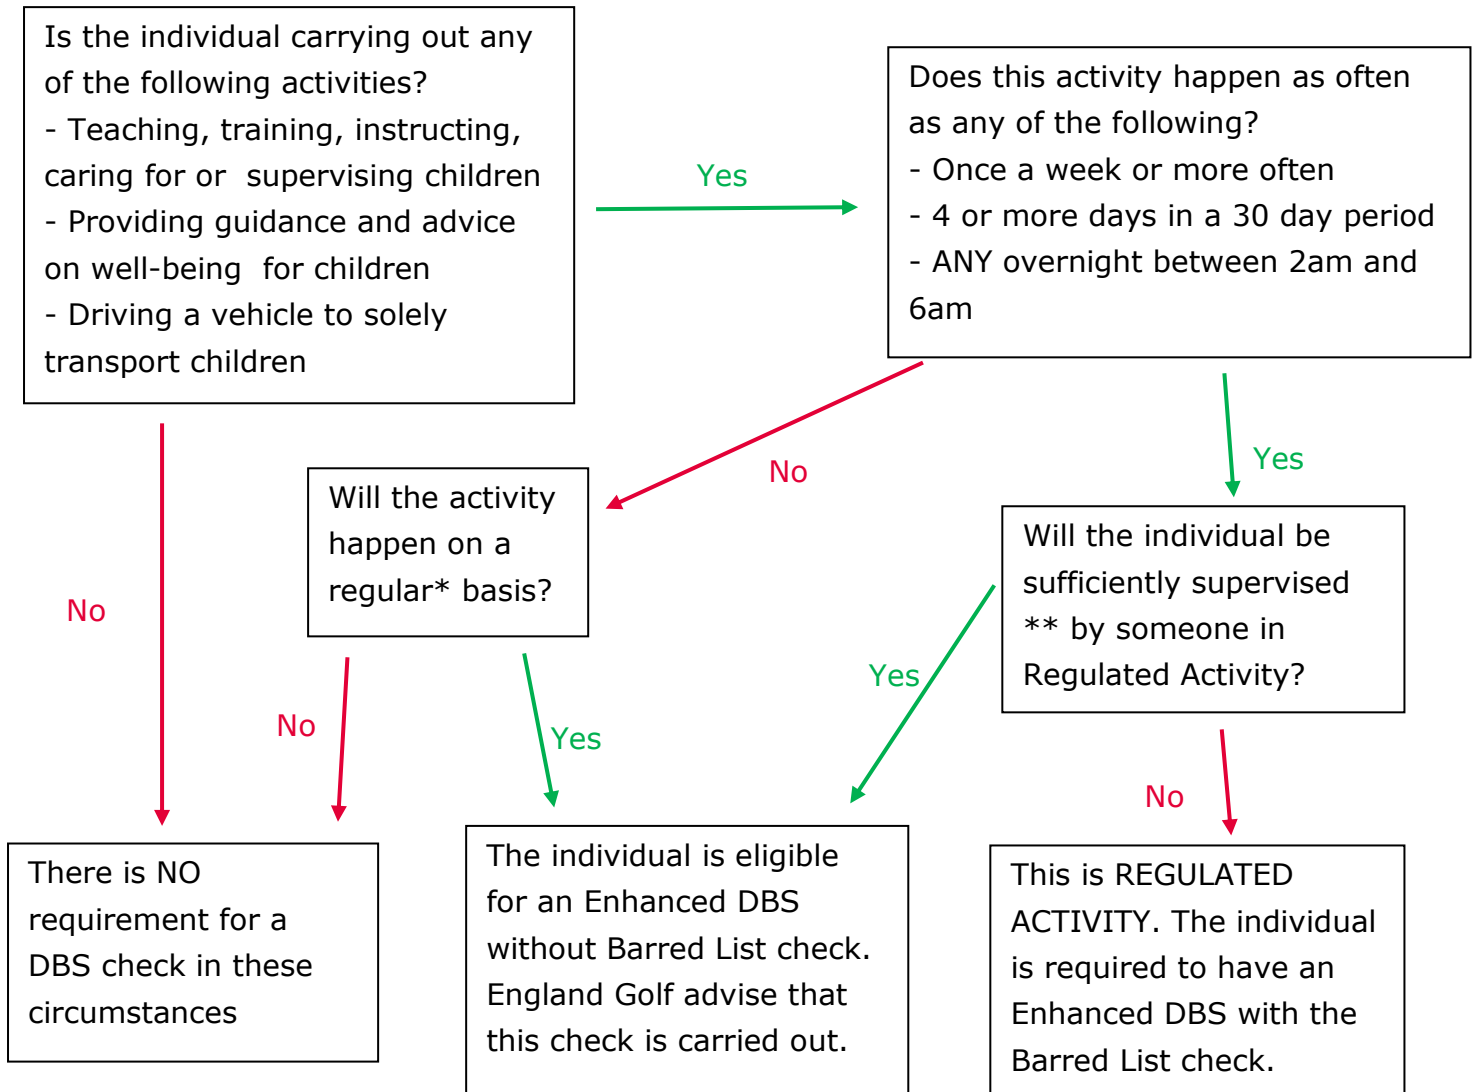 Is the individual carrying out any
of the following activities?
- Teaching, training, instructing,
caring for or  supervising children
- Providing guidance and advice
on well-being  for children
- Driving a vehicle to solely
transport children
Yes
Does this activity happen as often
as any of the following?
- Once a week or more often
- 4 or more days in a 30 day period
- ANY overnight between 2am and
6am
No
Yes
Will the activity
happen on a
regular* basis?
Will the individual be
sufficiently supervised
** by someone in
Regulated Activity?
No
No
Yes
Yes
No
There is NO
requirement for a
DBS check in these
circumstances
The individual is eligible
for an Enhanced DBS
without Barred List check.
England Golf advise that
this check is carried out.
This is REGULATED
ACTIVITY. The individual
is required to have an
Enhanced DBS with the
Barred List check.